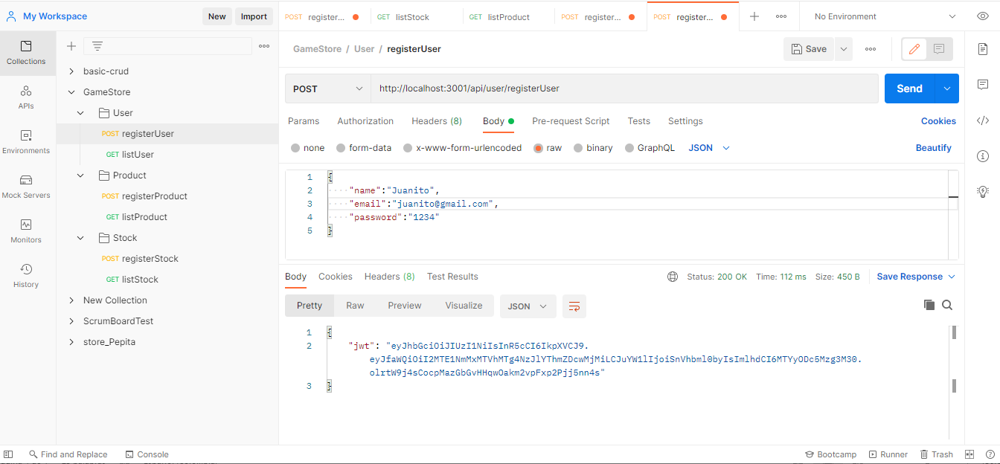 My Workspace
New
Import
POST register...
GET listStock
GET listProduct
POST register...
POST register...
No Environment
Collections
APIs
Environments
Mock Servers
Monitors
History
basic-crud
GameStore
User
POST registerUser
GET listUser
Product
POST registerProduct
GET listProduct
Stock
POST registerStock
GET listStock
New Collection
ScrumBoardTest
store_Pepita
GameStore / User / registerUser
Save
POST
http://localhost:3001/api/user/registerUser
Send
Params Authorization Headers (8) Body Pre-request Script Tests Settings
Cookies
none form-data x-www-form-urlencoded raw binary GraphQL JSON
Beautify
1 {
2 "name":"Juanito",
3 "email":"juanito@gmail.com",
4 "password":"1234"
5 }
Body Cookies Headers (8) Test Results
Status: 200 OK Time: 112 ms Size: 450 B
Save Response
Pretty Raw Preview Visualize JSON
1 {
2 "jwt": "eyJhbGciOiJIUzI1NiIsInR5cCI6IkpXVCJ9.
eyJfaWQiOiI2MTE1NmMxMTVhMTg4NzJlYThmZDcwMjMiLCJuYW1lIjoiSnVhbml0byIsImlhdCI6MTYyODc5Mzg3M30.
olrtW9j4sCocpMazGbGvHHqwOakm2vpFxp2Pjj5nn4s"
3 }
Find and Replace
Console
Bootcamp
Runner
Trash